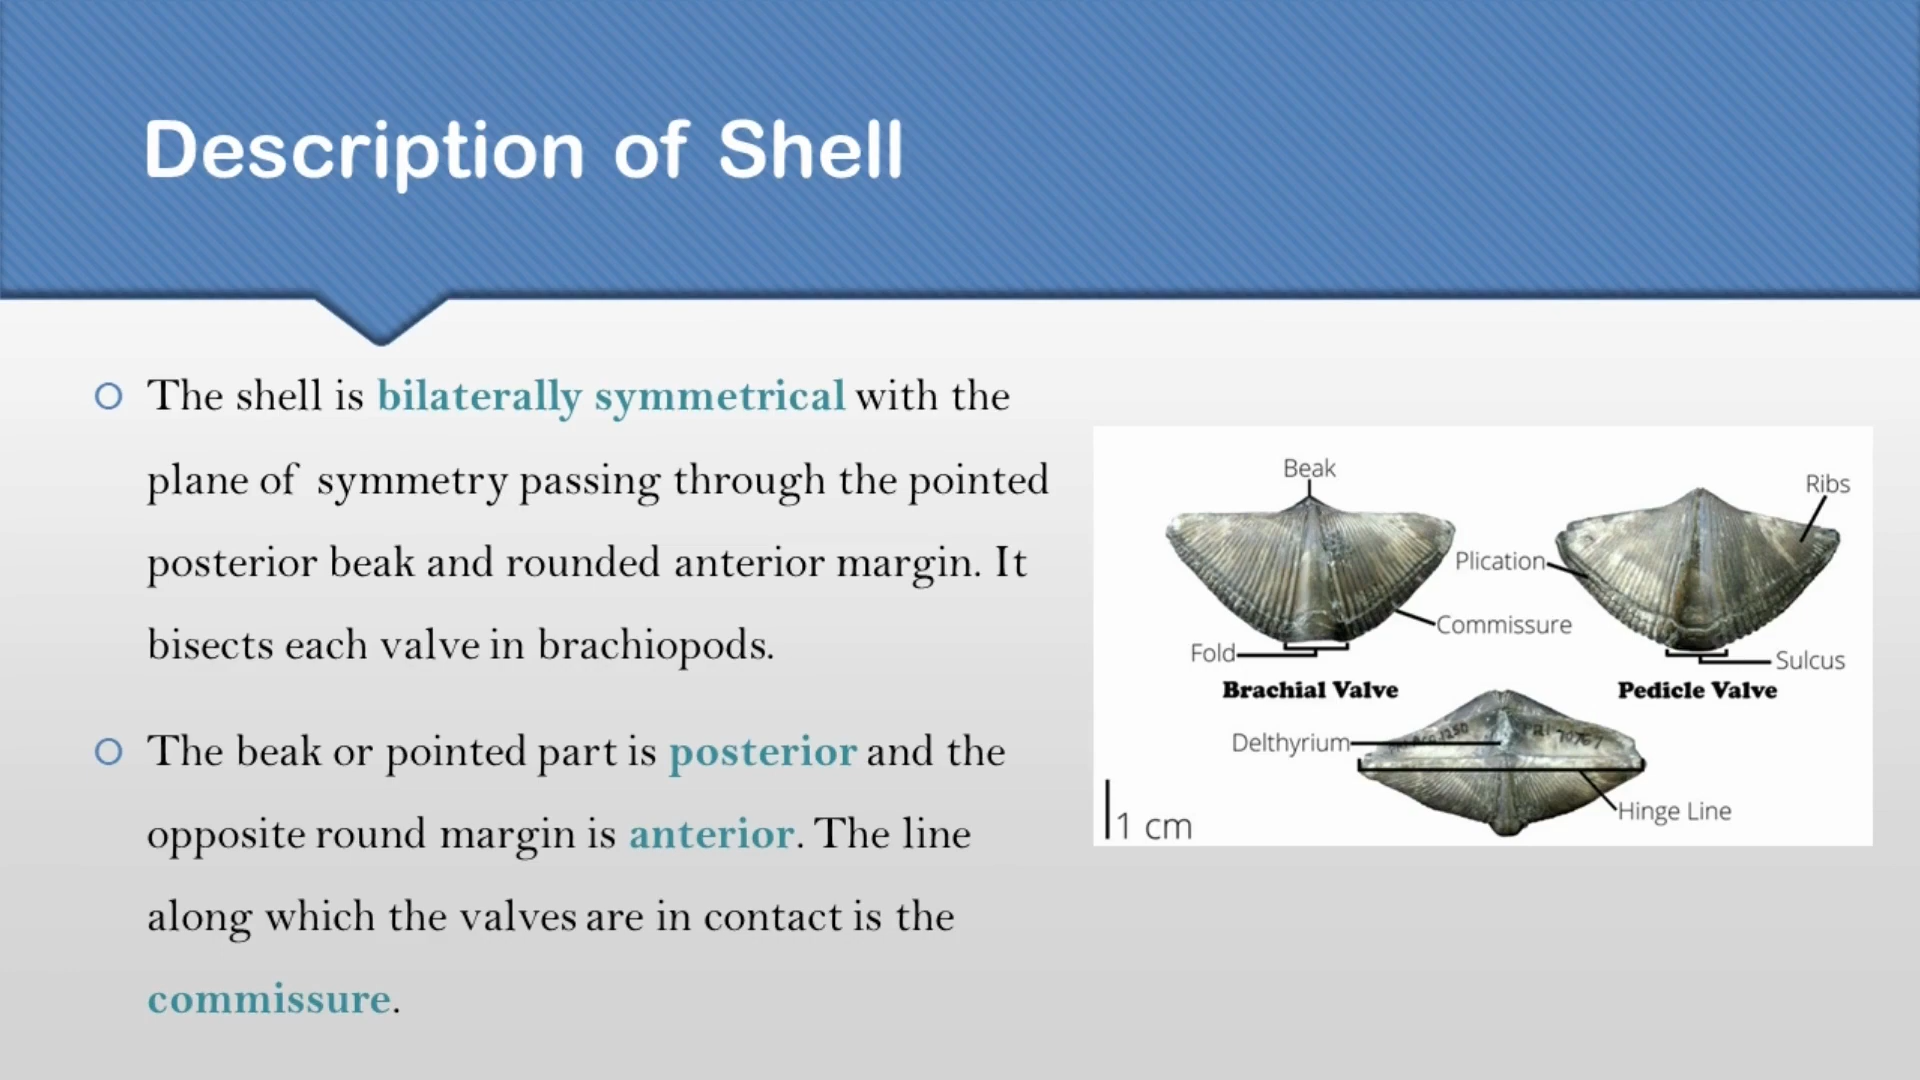 Description of Shell
The shell is bilaterally symmetrical with the
plane of symmetry passing through the pointed
posterior beak and rounded anterior margin. It
bisects each valve in brachiopods.
The beak or pointed part is posterior and the
opposite round margin is anterior. The line
along which the valves are in contact is the
commissure.
Beak
Ribs
Plication
Commissure
Fold
Sulcus
Brachial Valve
Pedicle Valve
Delthyrium
Hinge Line
1 cm